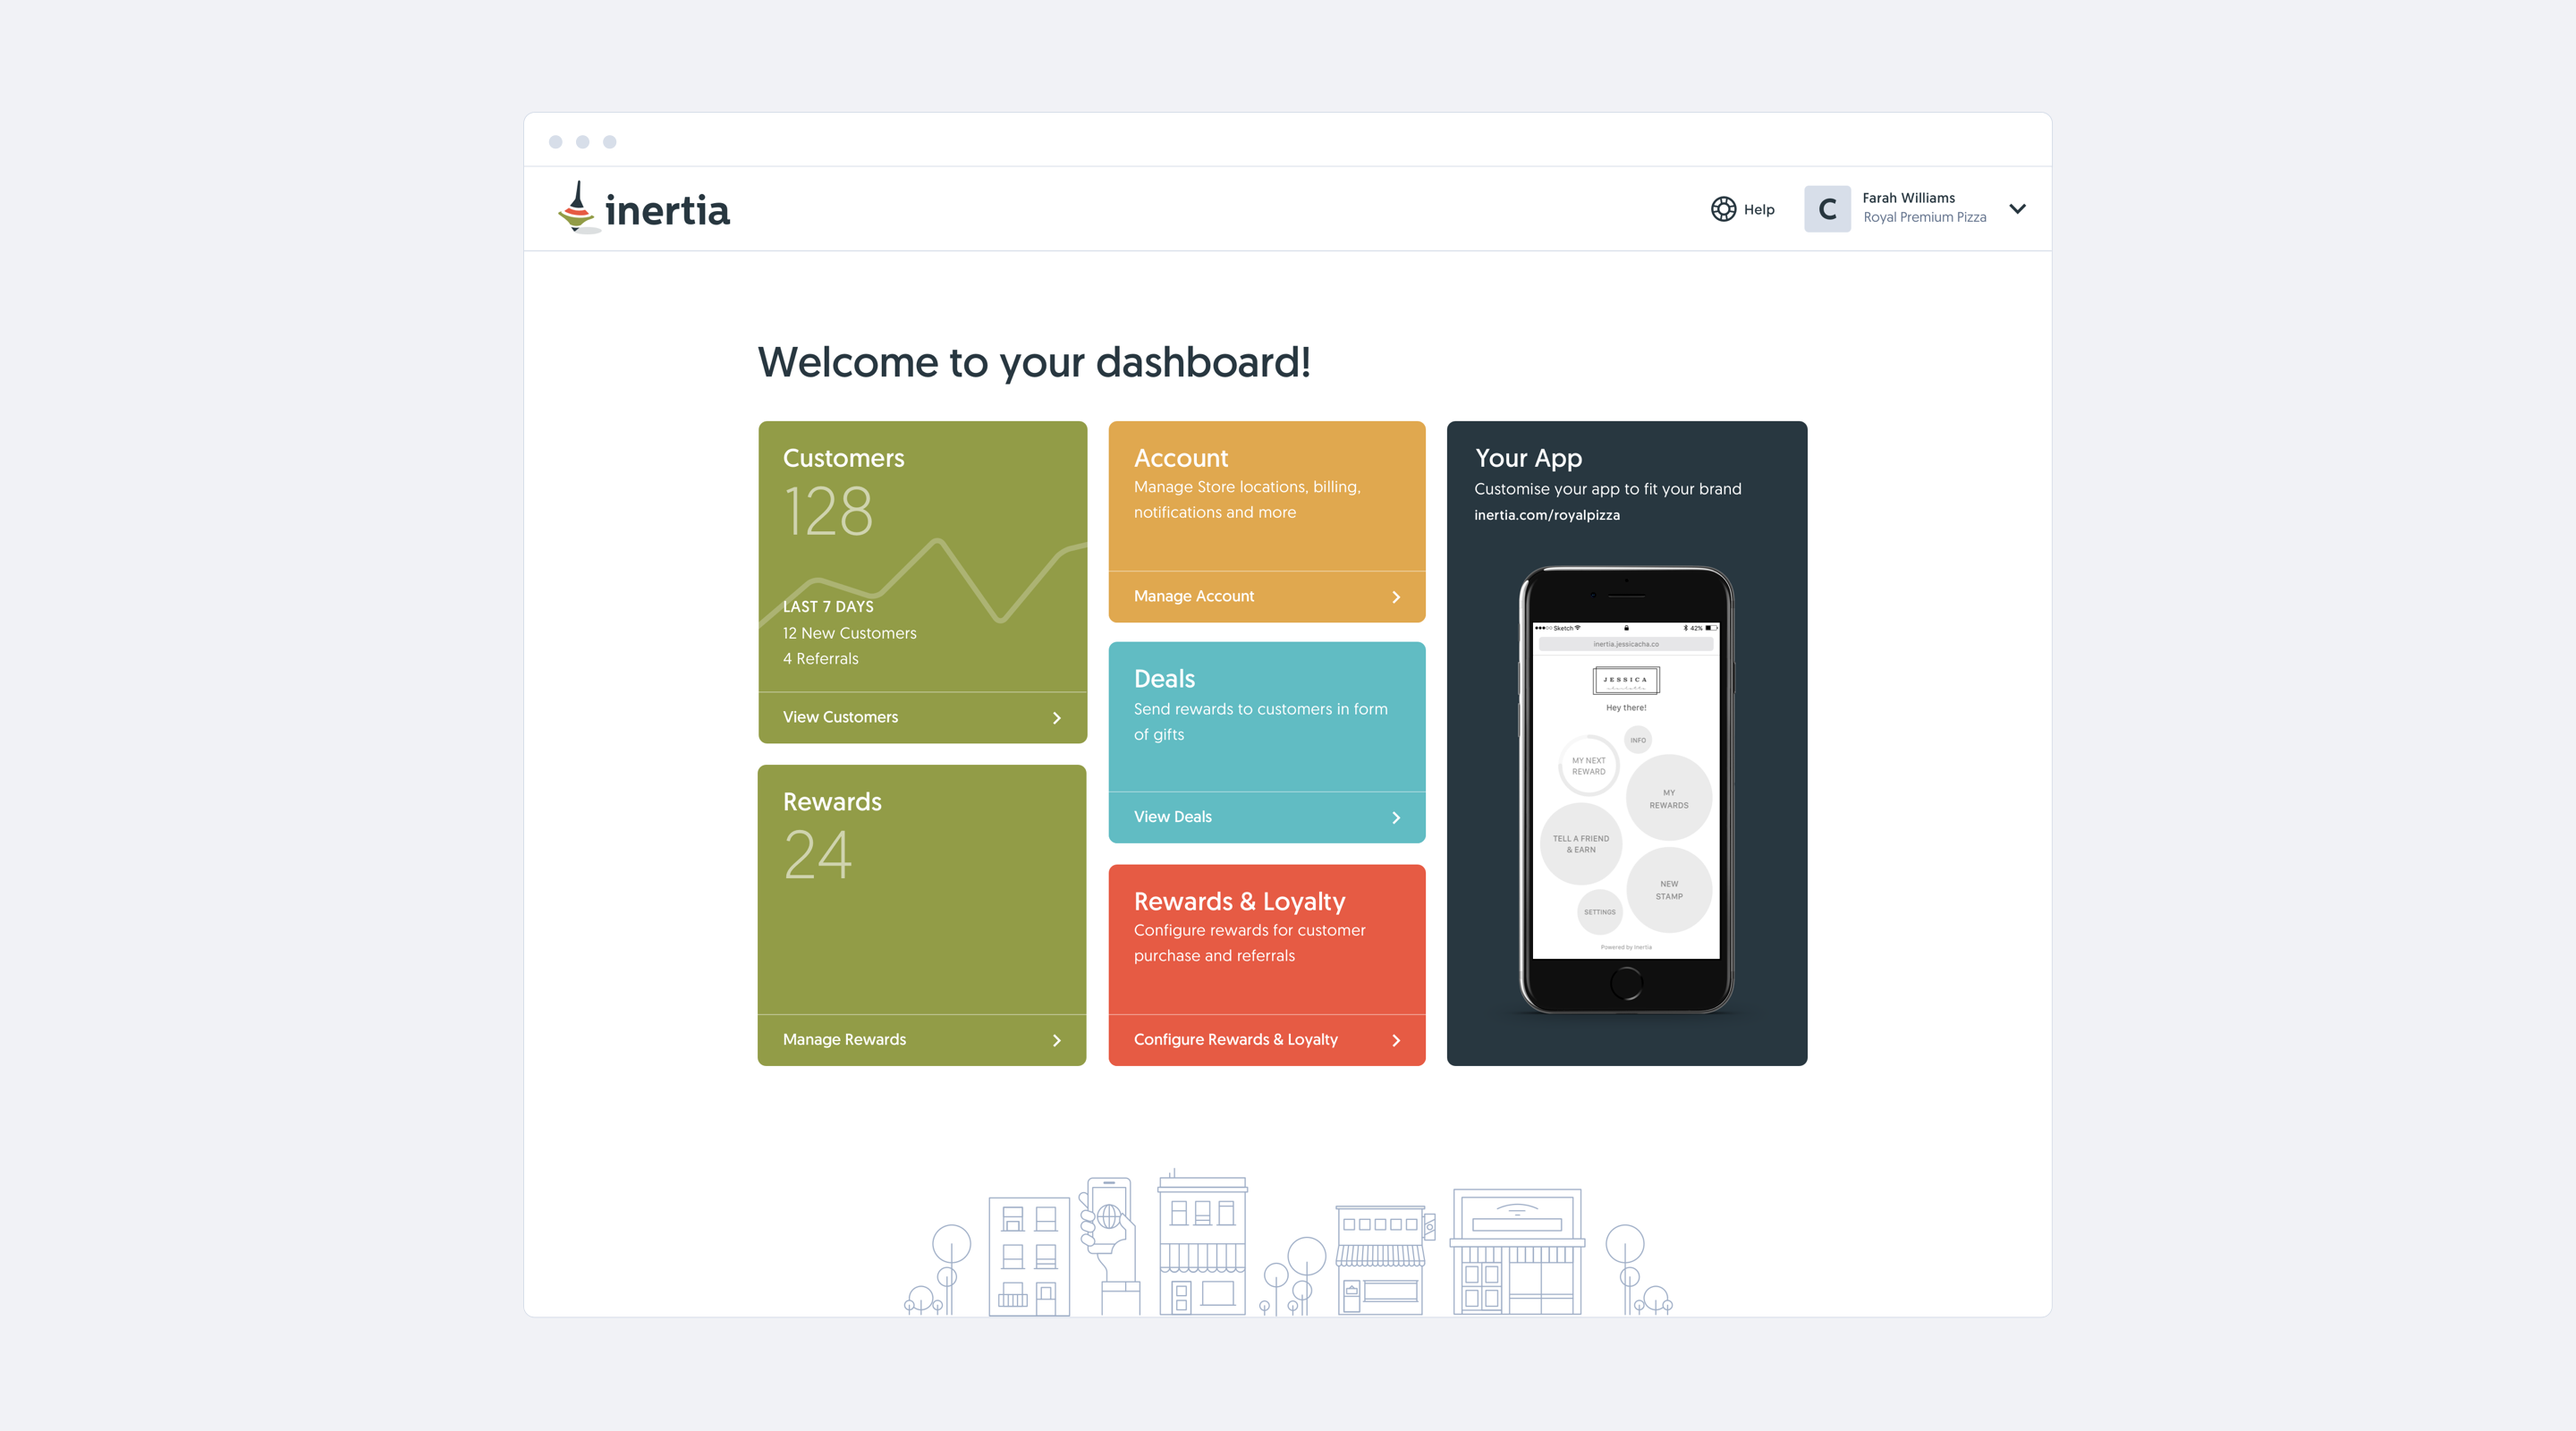 inertia
Help
C
Farah Williams
Royal Premium Pizza
Welcome to your dashboard!
Customers
128
LAST 7 DAYS
12 New Customers
4 Referrals
View Customers
Rewards
24
Manage Rewards
Account
Manage Store locations, billing,
notifications and more
Manage Account
Deals
Send rewards to customers in form
of gifts
View Deals
Rewards & Loyalty
Configure rewards for customer
purchase and referrals
Configure Rewards & Loyalty
Your App
Customise your app to fit your brand
inertia.com/royalpizza
Sketch
42%
inertia.jessicacha.co
JESSICA
Hey there!
INFO
MY NEXT
REWARD
MY
REWARDS
TELL A FRIEND
& EARN
NEW
STAMP
SETTINGS
Powered by Inertia